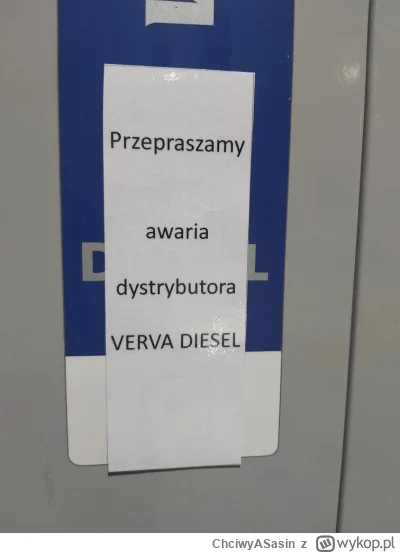 Przepraszamy
awaria
dystrybutora
VERVA DIESEL
D L
ChciwyASasin z wykop.pl